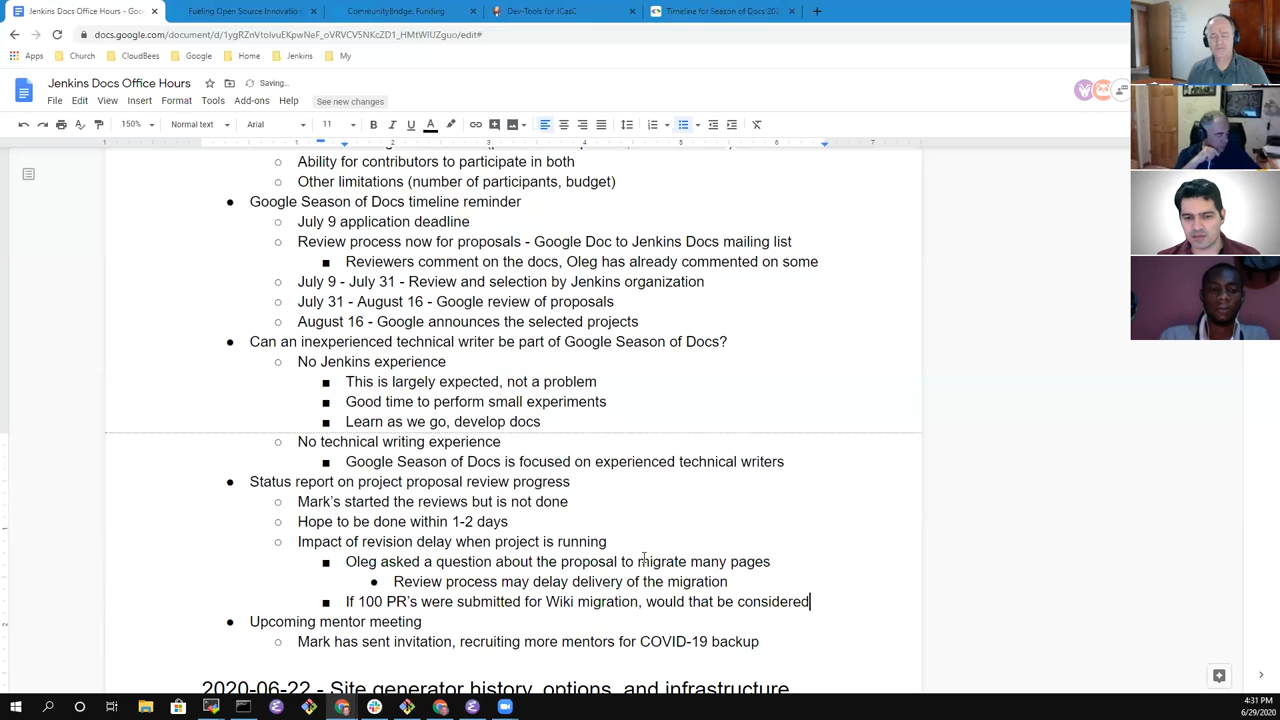 Jenkins Docs Office Hours - Goo
Fueling Open Source Innovation
CommunityBridge: Funding
Dev-Tools for JCasC
Timeline for Season of Docs 202
docs.google.com/document/d/1ygRZnVtoIvuEKpwNeF_oVRVCV5NKcZD1_HMtWlUZguo/edit#
Apps
Church
CloudBees
Google
Home
Jenkins
My
Jenkins Docs Office Hours
Saving...
File Edit View Insert Format Tools Add-ons Help
See new changes
150% Normal text Arial 11
1 1 2 3 4 5 6 7
Ability for contributors to participate in both
Other limitations (number of participants, budget)
Google Season of Docs timeline reminder
July 9 application deadline
Review process now for proposals - Google Doc to Jenkins Docs mailing list
Reviewers comment on the docs, Oleg has already commented on some
July 9 - July 31 - Review and selection by Jenkins organization
July 31 - August 16 - Google review of proposals
August 16 - Google announces the selected projects
Can an inexperienced technical writer be part of Google Season of Docs?
No Jenkins experience
This is largely expected, not a problem
Good time to perform small experiments
Learn as we go, develop docs
No technical writing experience
Google Season of Docs is focused on experienced technical writers
Status report on project proposal review progress
Mark's started the reviews but is not done
Hope to be done within 1-2 days
Impact of revision delay when project is running
Oleg asked a question about the proposal to migrate many pages
Review process may delay delivery of the migration
If 100 PR's were submitted for Wiki migration, would that be considered
Upcoming mentor meeting
Mark has sent invitation, recruiting more mentors for COVID-19 backup
2020-06-22 - Site generator history, options, and infrastructure
4:31 PM
6/29/2020